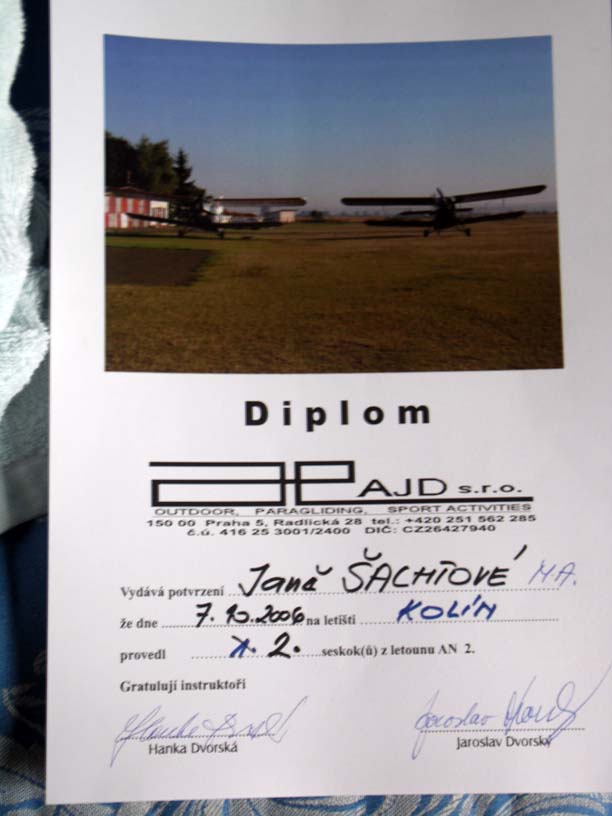 Diplom
AJD s.r.o.
OUTDOOR, PARAGLIDING, SPORT ACTIVITIES
150 00 Praha 5, Radlická 28 tel.: +420 251 562 285
č.ú. 416 25 3001/2400 DIČ: CZ26427940
Vydává potvrzení Janě ŠACHTOVÉ
že dne 7.10.2006 na letišti KOLÍN
provedl 2. seskok(ů) z letounu AN 2.
Gratulují instruktoři
Hanka Dvorská
Jaroslav Dvorský